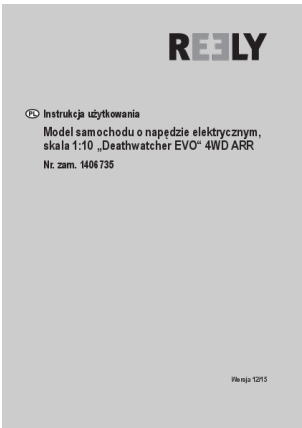 REELY
PL Instrukcja użytkowania
Model samochodu o napędzie elektrycznym,
skala 1:10 „Deathwatcher EVO“ 4WD ARR
Nr. zam. 1406735
Wersja 12/15